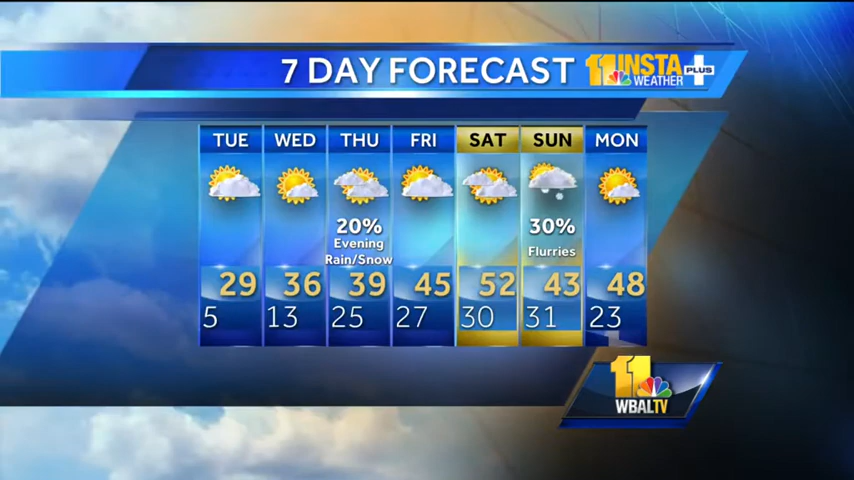 7 DAY FORECAST 11 INSTA WEATHER PLUS
TUE WED THU FRI SAT SUN MON
20% 30%
Evening
Rain/Snow Flurries
29 36 39 45 52 43 48
5 13 25 27 30 31 23
11
WBALTV